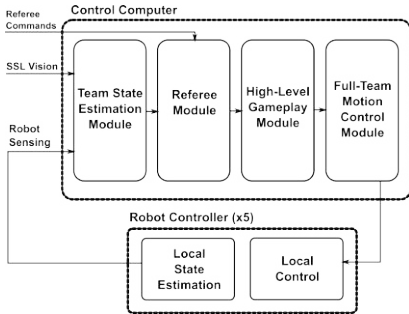 Control Computer
Referee
Commands
SSL Vision
Robot
Sensing
Team State
Estimation
Module
Referee
Module
High-Level
Gameplay
Module
Full-Team
Motion
Control
Module
Robot Controller (x5)
Local
State
Estimation
Local
Control